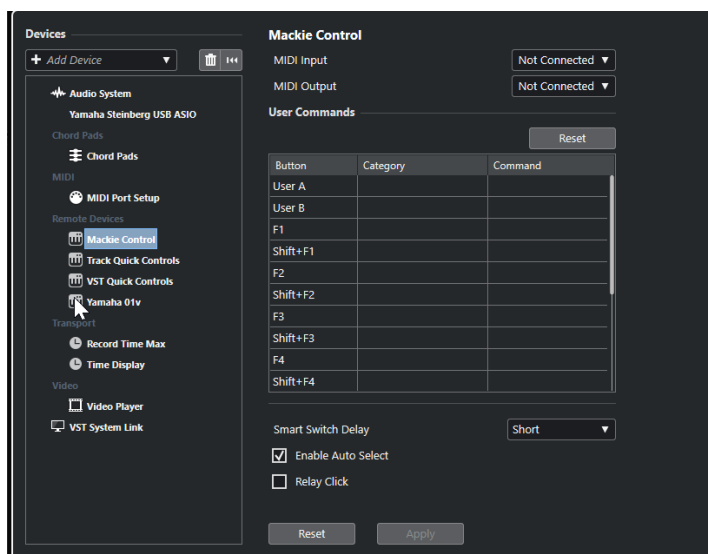 Devices
+ Add Device
Audio System
Yamaha Steinberg USB ASIO
Chord Pads
Chord Pads
MIDI
MIDI Port Setup
Remote Devices
Mackie Control
Track Quick Controls
VST Quick Controls
Yamaha 01v
Transport
Record Time Max
Time Display
Video
Video Player
VST System Link
Mackie Control
MIDI Input Not Connected
MIDI Output Not Connected
User Commands
Reset
Button Category Command
User A
User B
F1
Shift+F1
F2
Shift+F2
F3
Shift+F3
F4
Shift+F4
Smart Switch Delay Short
Enable Auto Select
Relay Click
Reset Apply